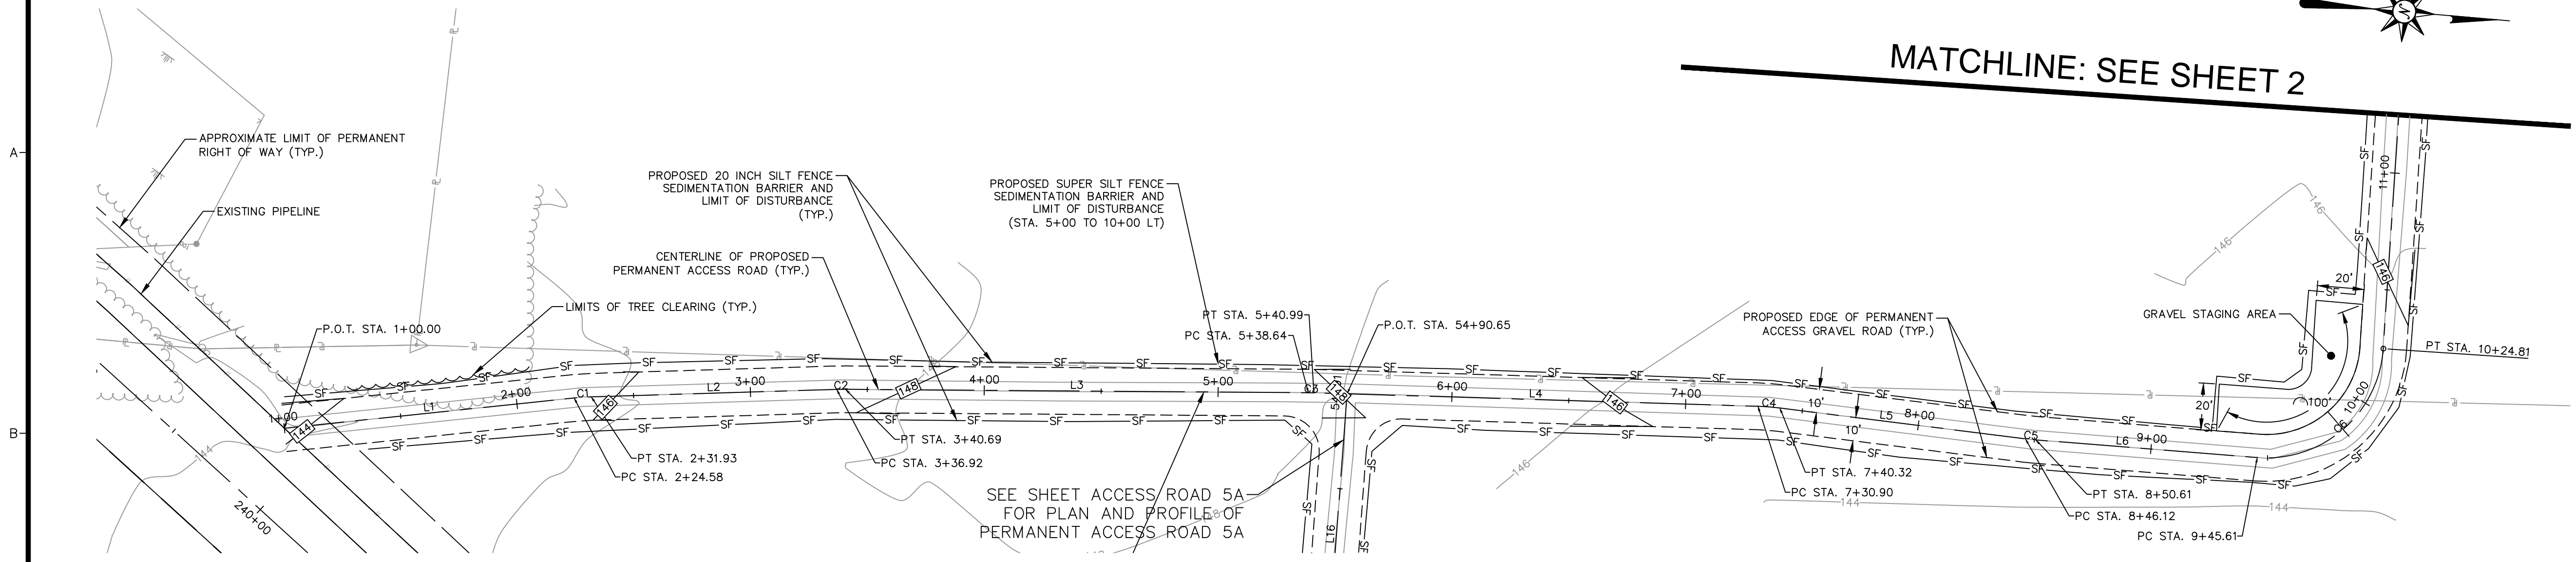 N
MATCHLINE: SEE SHEET 2
A
APPROXIMATE LIMIT OF PERMANENT
RIGHT OF WAY (TYP.)
EXISTING PIPELINE
PROPOSED 20 INCH SILT FENCE
SEDIMENTATION BARRIER AND
LIMIT OF DISTURBANCE
(TYP.)
PROPOSED SUPER SILT FENCE
SEDIMENTATION BARRIER AND
LIMIT OF DISTURBANCE
(STA. 5+00 TO 10+00 LT)
CENTERLINE OF PROPOSED
PERMANENT ACCESS ROAD (TYP.)
LIMITS OF TREE CLEARING (TYP.)
P.O.T. STA. 1+00.00
PT STA. 5+40.99
PC STA. 5+38.64
P.O.T. STA. 54+90.65
PROPOSED EDGE OF PERMANENT
ACCESS GRAVEL ROAD (TYP.)
GRAVEL STAGING AREA
20'
PT STA. 10+24.81
146
146
146
11+00
SF
SF
SF
SF
1+00
144
L1
2+00
C1
146
L2
3+00
C2
148
4+00
L3
5+00
C3
148
6+00
L4
146
7+00
C4
10'
10'
L5
8+00
C5
L6
9+00
C6
10+00
100'
20'
B
144
240+00
PT STA. 2+31.93
PC STA. 2+24.58
PT STA. 3+40.69
PC STA. 3+36.92
SEE SHEET ACCESS ROAD 5A
FOR PLAN AND PROFILE OF
PERMANENT ACCESS ROAD 5A
148
L16
146
PT STA. 7+40.32
PC STA. 7+30.90
144
PT STA. 8+50.61
PC STA. 8+46.12
PC STA. 9+45.61
144